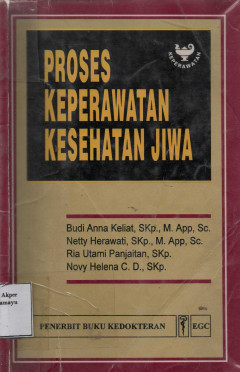 KEPERAWATAN
PROSES
KEPERAWATAN
KESEHATAN JIWA
Budi Anna Keliat, SKp., M. App, Sc.
Netty Herawati, SKp., M. App, Sc.
Ria Utami Panjaitan, SKp.
Novy Helena C. D., SKp.
Akper
PENERBIT BUKU KEDOKTERAN EGC